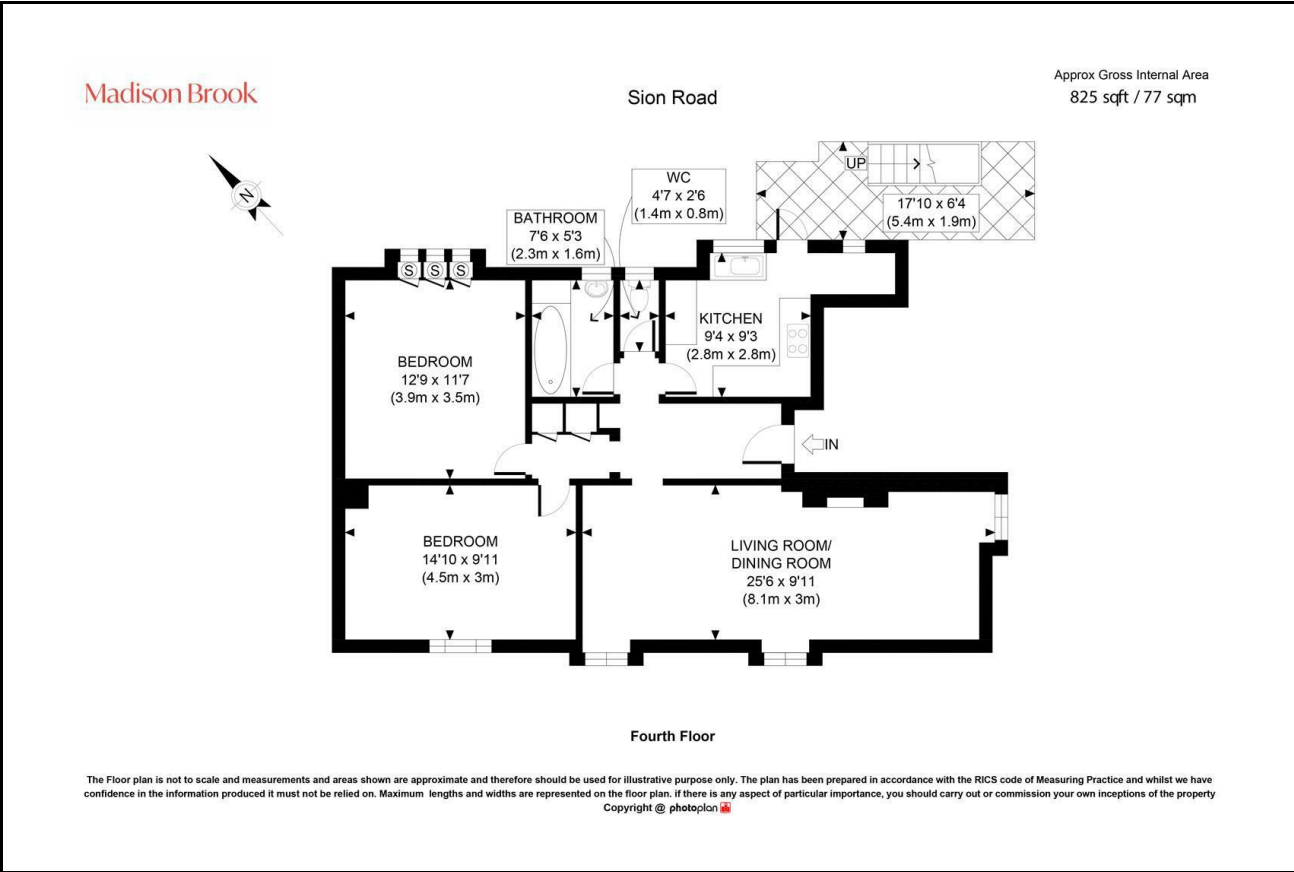 Madison Brook
Sion Road
Approx Gross Internal Area
825 sqft / 77 sqm
N
UP
17'10 x 6'4
(5.4m x 1.9m)
WC
4'7 x 2'6
(1.4m x 0.8m)
BATHROOM
7'6 x 5'3
(2.3m x 1.6m)
S S S
KITCHEN
9'4 x 9'3
(2.8m x 2.8m)
BEDROOM
12'9 x 11'7
(3.9m x 3.5m)
IN
BEDROOM
14'10 x 9'11
(4.5m x 3m)
LIVING ROOM/
DINING ROOM
25'6 x 9'11
(8.1m x 3m)
Fourth Floor
The Floor plan is not to scale and measurements and areas shown are approximate and therefore should be used for illustrative purpose only. The plan has been prepared in accordance with the RICS code of Measuring Practice and whilst we have
confidence in the information produced it must not be relied on. Maximum lengths and widths are represented on the floor plan. if there is any aspect of particular importance, you should carry out or commission your own inceptions of the property
Copyright @ photoplan